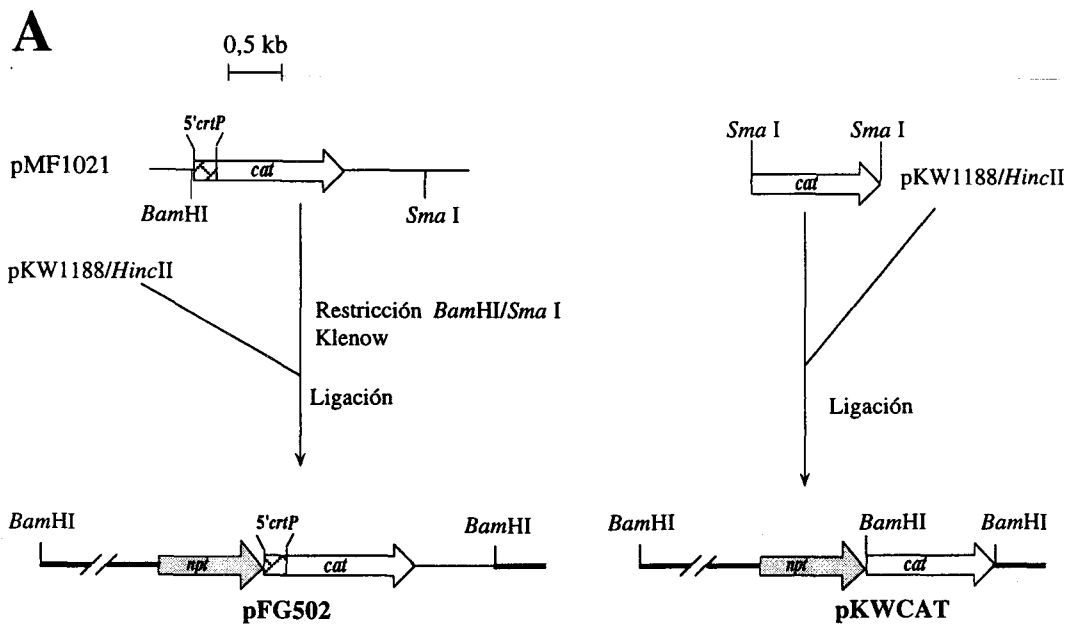 A
0,5 kb
5'crtP
pMF1021
cat
BamHI
Sma I
pKW1188/HincII
Restricción BamHI/Sma I
Klenow
Ligación
BamHI
5'crtP
BamHI
npt
cat
pFG502
Sma I
Sma I
cat
pKW1188/HincII
Ligación
BamHI
BamHI
BamHI
npt
cat
pKWCAT